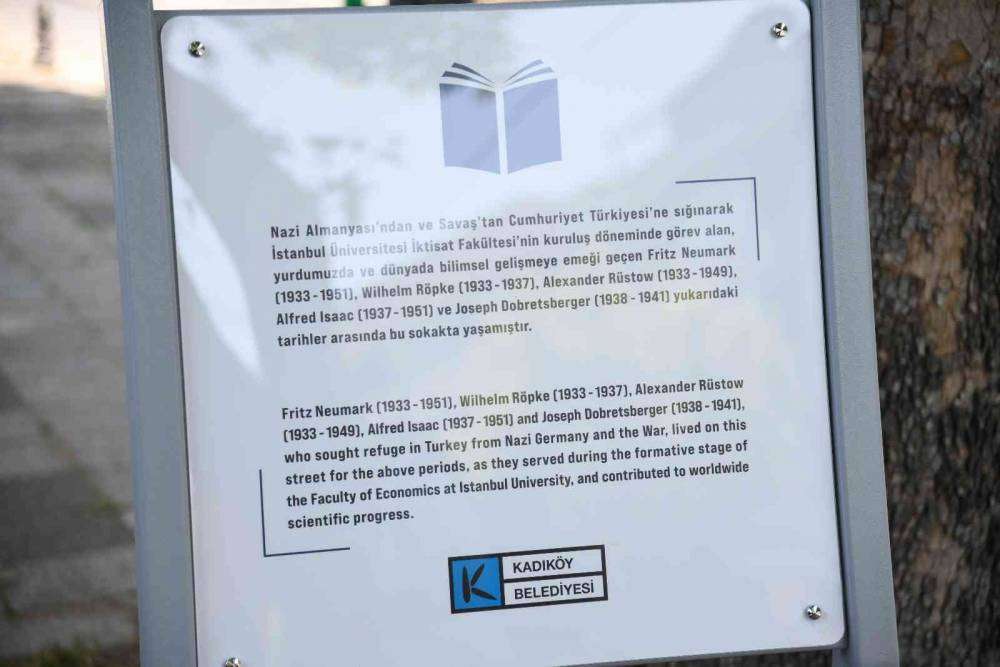 Nazi Almanyası'ndan ve Savaş'tan Cumhuriyet Türkiyesi'ne sığınarak
İstanbul Üniversitesi İktisat Fakültesi'nin kuruluş döneminde görev alan,
yurdumuzda ve dünyada bilimsel gelişmeye emeği geçen Fritz Neumark
(1933-1951), Wilhelm Röpke (1933-1937), Alexander Rüstow (1933-1949),
Alfred Isaac (1937-1951) ve Joseph Dobretsberger (1938-1941) yukarıdaki
tarihler arasında bu sokakta yaşamıştır.
Fritz Neumark (1933-1951), Wilhelm Röpke (1933-1937), Alexander Rüstow
(1933-1949), Alfred Isaac (1937-1951) and Joseph Dobretsberger (1938-1941),
who sought refuge in Turkey from Nazi Germany and the War, lived on this
street for the above periods, as they served during the formative stage of
the Faculty of Economics at Istanbul University, and contributed to worldwide
scientific progress.
K KADIKÖY
BELEDİYESİ